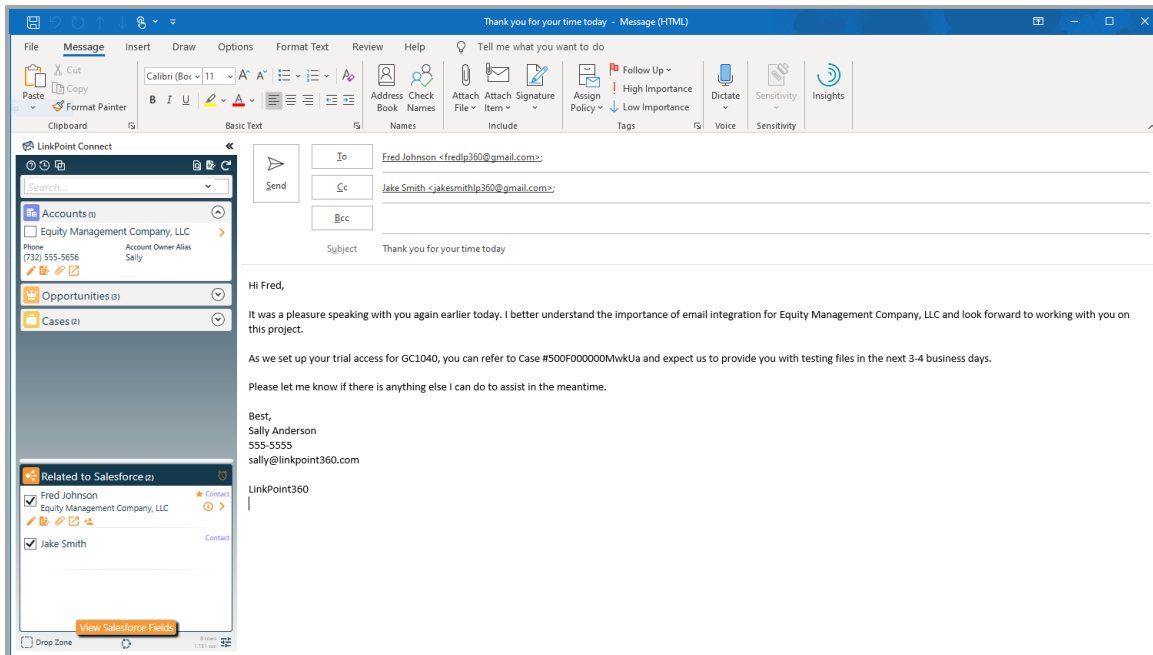 Thank you for your time today - Message (HTML)
File Message Insert Draw Options Format Text Review Help Tell me what you want to do
Paste
Cut
Copy
Format Painter
Clipboard
Calibri (Boc 11
B I U
Basic Text
Address Book
Check Names
Names
Attach File
Attach Item
Signature
Include
Assign Policy
Follow Up
High Importance
Low Importance
Tags
Dictate
Voice
Sensitivity
Sensitivity
Insights
LinkPoint Connect
Search...
Accounts (1)
Equity Management Company, LLC
Phone Account Owner Alias
(732) 555-5656 Sally
Opportunities (3)
Cases (2)
Related to Salesforce (2)
Fred Johnson Contact
Equity Management Company, LLC
Jake Smith Contact
View Salesforce Fields
Drop Zone
8 rows
Send
To Fred Johnson <fredlp360@gmail.com>;
Cc Jake Smith <jakesmithlp360@gmail.com>;
Bcc
Subject Thank you for your time today
Hi Fred,
It was a pleasure speaking with you again earlier today. I better understand the importance of email integration for Equity Management Company, LLC and look forward to working with you on
this project.
As we set up your trial access for GC1040, you can refer to Case #500F000000MwkUa and expect us to provide you with testing files in the next 3-4 business days.
Please let me know if there is anything else I can do to assist in the meantime.
Best,
Sally Anderson
555-5555
sally@linkpoint360.com
LinkPoint360